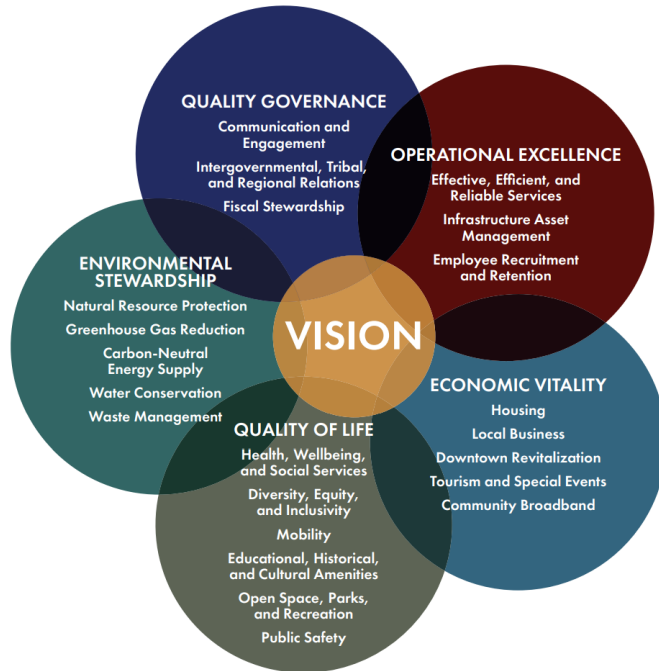 QUALITY GOVERNANCE
Communication and
Engagement
Intergovernmental, Tribal,
and Regional Relations
Fiscal Stewardship
OPERATIONAL EXCELLENCE
Effective, Efficient, and
Reliable Services
Infrastructure Asset
Management
Employee Recruitment
and Retention
ENVIRONMENTAL
STEWARDSHIP
Natural Resource Protection
Greenhouse Gas Reduction
Carbon-Neutral
Energy Supply
Water Conservation
Waste Management
VISION
ECONOMIC VITALITY
Housing
Local Business
Downtown Revitalization
Tourism and Special Events
Community Broadband
QUALITY OF LIFE
Health, Wellbeing,
and Social Services
Diversity, Equity,
and Inclusivity
Mobility
Educational, Historical,
and Cultural Amenities
Open Space, Parks,
and Recreation
Public Safety